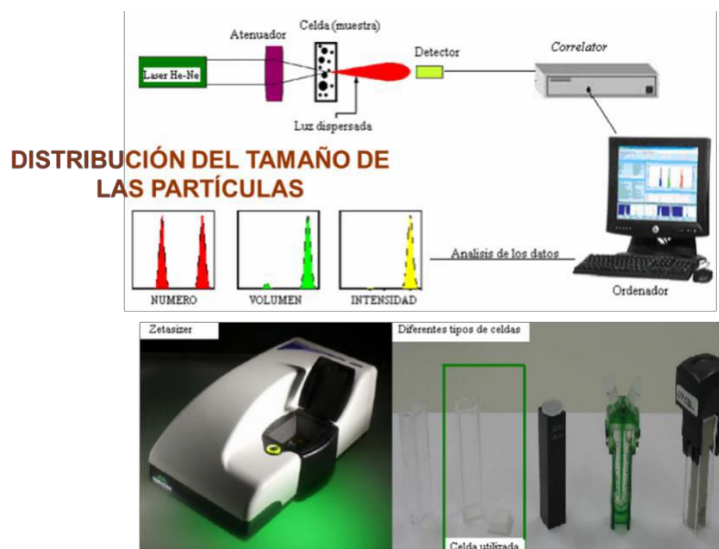 Celda (muestra)
Atenuador
Detector
Correlator
Laser He-Ne
Luz dispersada
DISTRIBUCIÓN DEL TAMAÑO DE
LAS PARTÍCULAS
Analisis de los datos
NUMERO VOLUMEN INTENSIDAD
Ordenador
Zetasizer
Diferentes tipos de celdas
Celda utilizada